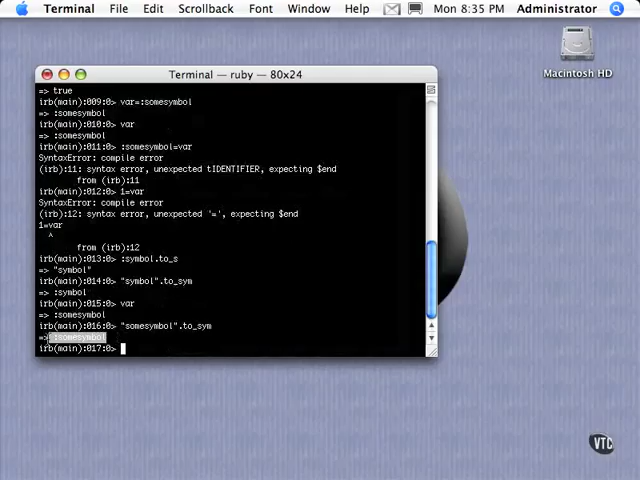 Terminal File Edit Scrollback Font Window Help Mon 8:35 PM Administrator
Macintosh HD
Terminal — ruby — 80x24
=> true
irb(main):009:0> var=:somesymbol
=> :somesymbol
irb(main):010:0> var
=> :somesymbol
irb(main):011:0> :somesymbol=var
SyntaxError: compile error
(irb):11: syntax error, unexpected tIDENTIFIER, expecting $end
from (irb):11
irb(main):012:0> 1=var
SyntaxError: compile error
(irb):12: syntax error, unexpected '=', expecting $end
1=var
^
from (irb):12
irb(main):013:0> :symbol.to_s
=> "symbol"
irb(main):014:0> "symbol".to_sym
=> :symbol
irb(main):015:0> var
=> :somesymbol
irb(main):016:0> "somesymbol".to_sym
=> :somesymbol
irb(main):017:0>
VTC